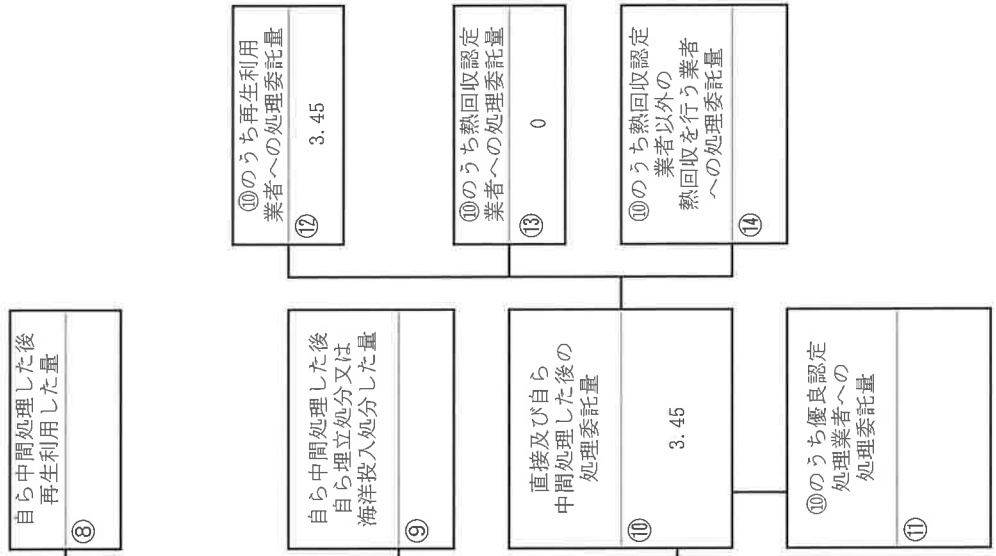 自ら中間処理した後
再生利用した量
⑧
自ら中間処理した後
自ら埋立処分又は
海洋投入処分した量
⑨
直接及び自ら
中間処理した後の
処理委託量
⑩
3.45
⑩のうち優良認定
処理業者への
処理委託量
⑪
⑩のうち再生利用
業者への処理委託量
⑫
3.45
⑩のうち熱回収認定
業者への処理委託量
⑬
0
⑩のうち熱回収認定
業者以外の
熱回収を行う業者
への処理委託量
⑭